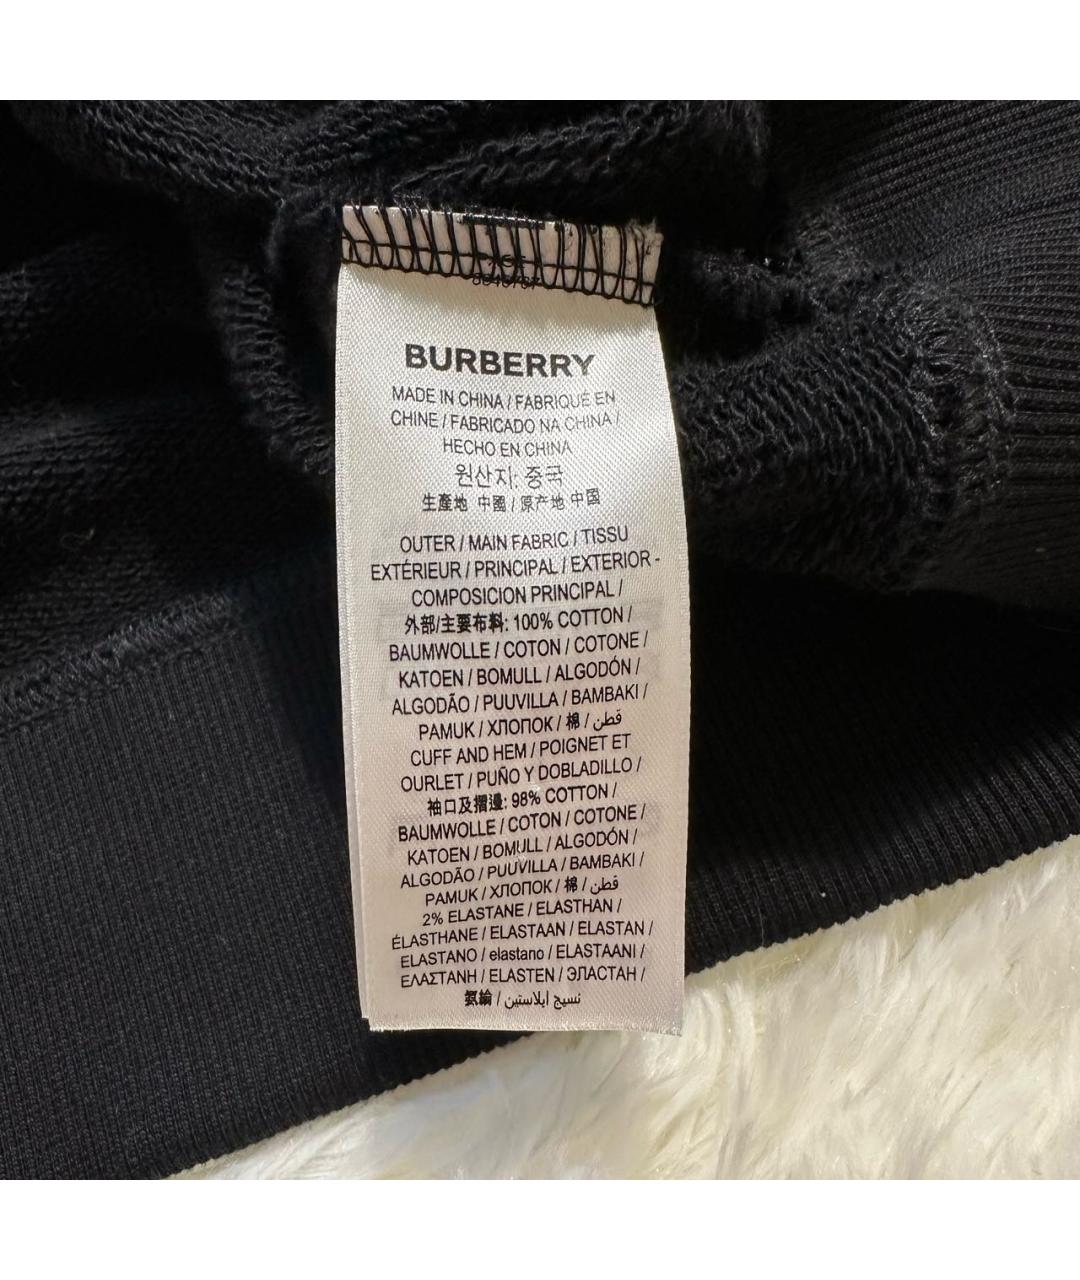 BURBERRY
MADE IN CHINA / FABRIQUÉ EN
CHINE / FABRICADO NA CHINA /
HECHO EN CHINA
원산지: 중국
生產地 中國 / 原产地 中国
OUTER / MAIN FABRIC / TISSU
EXTÉRIEUR / PRINCIPAL / EXTERIOR -
COMPOSICION PRINCIPAL /
外部/主要布料: 100% COTTON /
BAUMWOLLE / COTON / COTONE /
KATOEN / BOMULL / ALGODÓN /
ALGODÃO / PUUVILLA / BAMBAKI /
PAMUK / ХЛОПОК / 棉 / قطن
CUFF AND HEM / POIGNET ET
OURLET / PUÑO Y DOBLADILLO /
袖口及摺邊: 98% COTTON /
BAUMWOLLE / COTON / COTONE /
KATOEN / BOMULL / ALGODÓN /
ALGODÃO / PUUVILLA / BAMBAKI /
PAMUK / ХЛОПОК / 棉 / قطن
2% ELASTANE / ELASTHAN /
ÉLASTHANE / ELASTAAN / ELASTAN /
ELASTANO / elastano / ELASTAANI /
ΕΛΑΣΤΑΝΗ / ELASTEN / ЭЛАСТАН /
氨綸 / نسيج ايلاستين